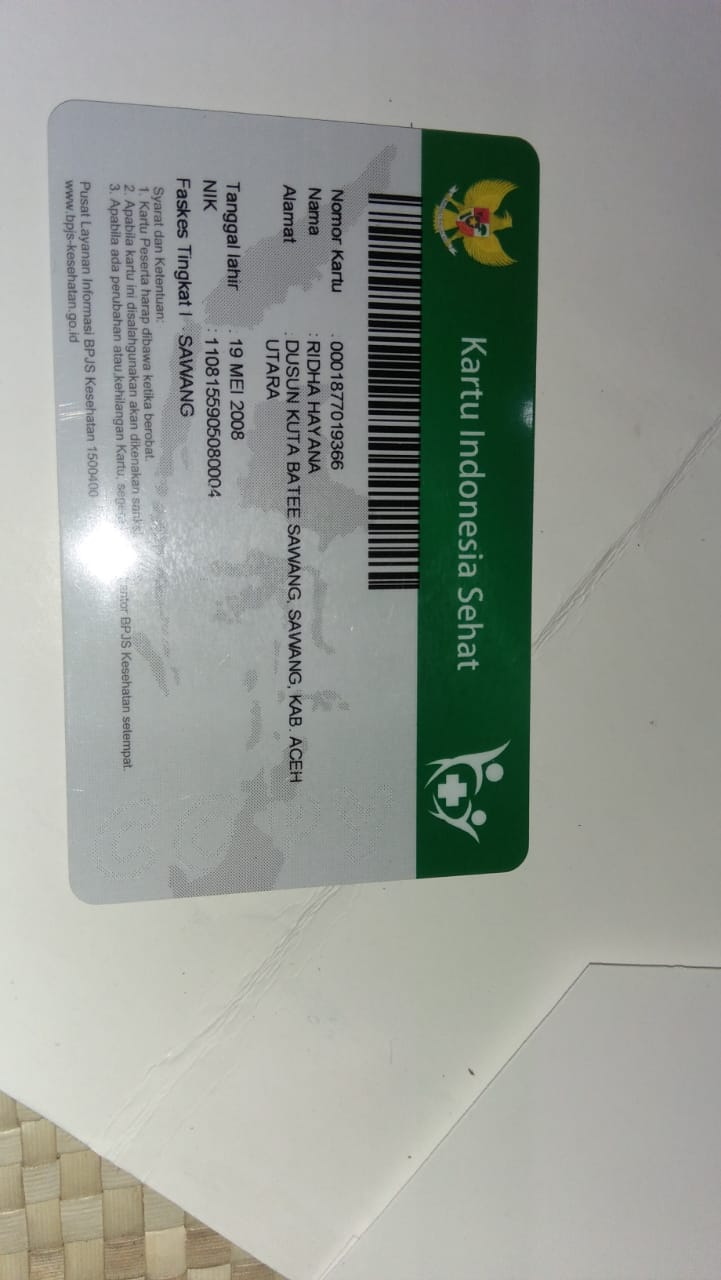 Kartu Indonesia Sehat
Nomor Kartu : 0001877019366
Nama : RIDHA HAYANA
Alamat : DUSUN KUTA BATEE SAWANG, SAWANG, KAB. ACEH
UTARA
Tanggal lahir : 19 MEI 2008
NIK : 1108155905080004
Faskes Tingkat I : SAWANG
Syarat dan Ketentuan:
1. Kartu Peserta harap dibawa ketika berobat.
2. Apabila kartu ini disalahgunakan akan dikenakan sanksi
3. Apabila ada perubahan atau kehilangan Kartu, BPJS Kesehatan setempat.
Pusat Layanan Informasi BPJS Kesehatan 1500400
www.bpjs-kesehatan.go.id